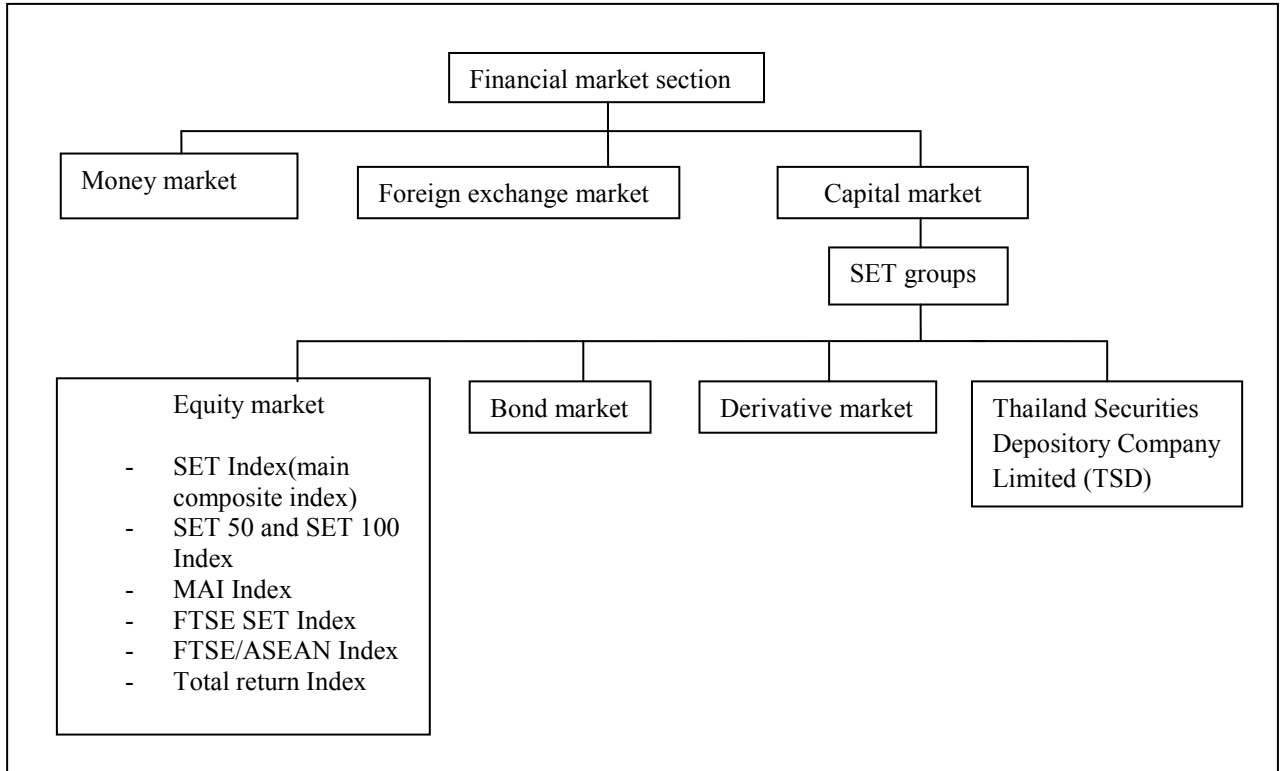 Financial market section
Money market
Foreign exchange market
Capital market
SET groups
Equity market
- SET Index(main
composite index)
- SET 50 and SET 100
Index
- MAI Index
- FTSE SET Index
- FTSE/ASEAN Index
- Total return Index
Bond market
Derivative market
Thailand Securities
Depository Company
Limited (TSD)